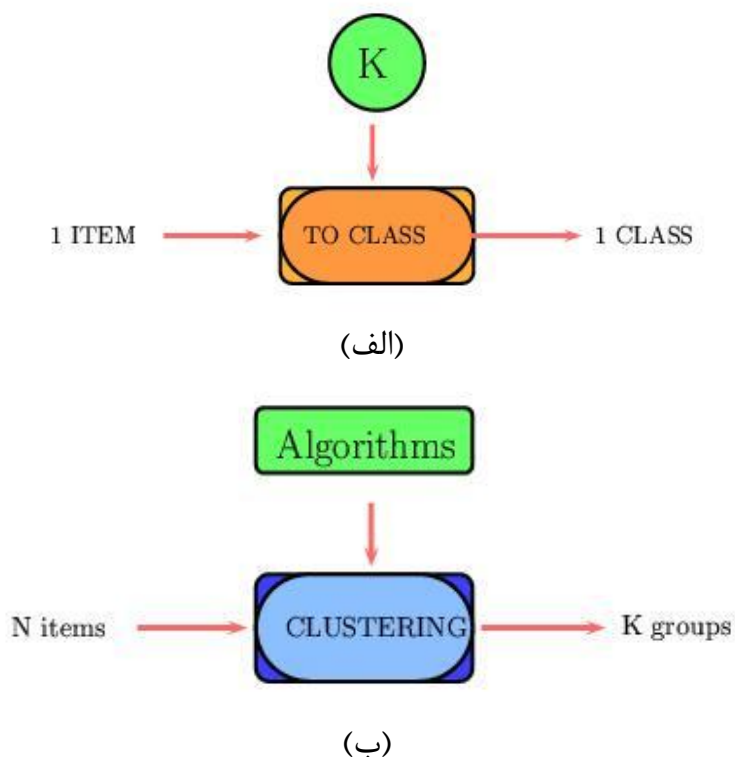 K
1 ITEM
TO CLASS
1 CLASS
(الف)
Algorithms
N items
CLUSTERING
K groups
(ب)